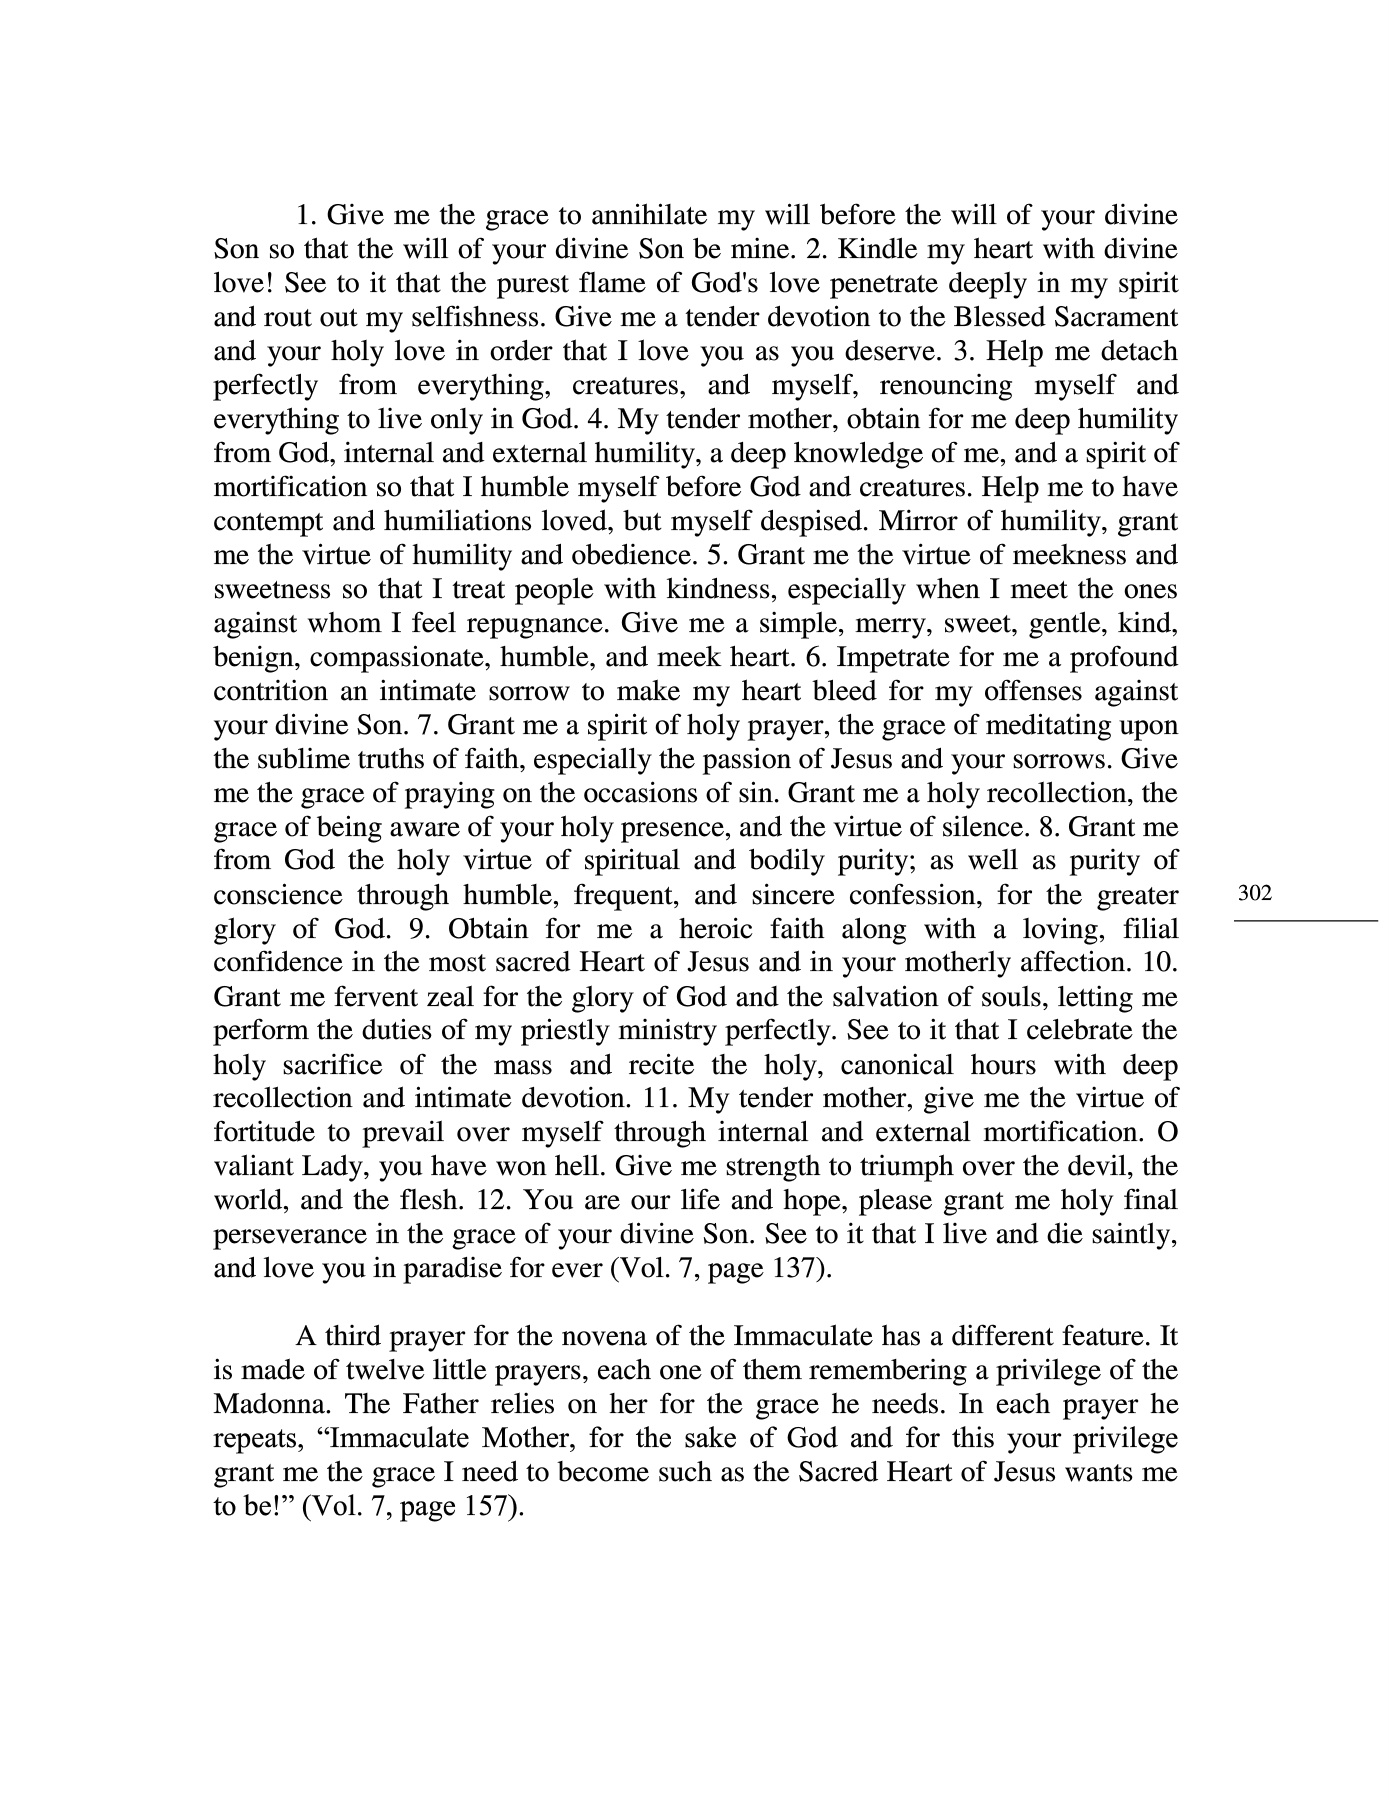 1. Give me the grace to annihilate my will before the will of your divine
Son so that the will of your divine Son be mine. 2. Kindle my heart with divine
love! See to it that the purest flame of God's love penetrate deeply in my spirit
and rout out my selfishness. Give me a tender devotion to the Blessed Sacrament
and your holy love in order that I love you as you deserve. 3. Help me detach
perfectly from everything, creatures, and myself, renouncing myself and
everything to live only in God. 4. My tender mother, obtain for me deep humility
from God, internal and external humility, a deep knowledge of me, and a spirit of
mortification so that I humble myself before God and creatures. Help me to have
contempt and humiliations loved, but myself despised. Mirror of humility, grant
me the virtue of humility and obedience. 5. Grant me the virtue of meekness and
sweetness so that I treat people with kindness, especially when I meet the ones
against whom I feel repugnance. Give me a simple, merry, sweet, gentle, kind,
benign, compassionate, humble, and meek heart. 6. Impetrate for me a profound
contrition an intimate sorrow to make my heart bleed for my offenses against
your divine Son. 7. Grant me a spirit of holy prayer, the grace of meditating upon
the sublime truths of faith, especially the passion of Jesus and your sorrows. Give
me the grace of praying on the occasions of sin. Grant me a holy recollection, the
grace of being aware of your holy presence, and the virtue of silence. 8. Grant me
from God the holy virtue of spiritual and bodily purity; as well as purity of
conscience through humble, frequent, and sincere confession, for the greater
glory of God. 9. Obtain for me a heroic faith along with a loving, filial
confidence in the most sacred Heart of Jesus and in your motherly affection. 10.
Grant me fervent zeal for the glory of God and the salvation of souls, letting me
perform the duties of my priestly ministry perfectly. See to it that I celebrate the
holy sacrifice of the mass and recite the holy, canonical hours with deep
recollection and intimate devotion. 11. My tender mother, give me the virtue of
fortitude to prevail over myself through internal and external mortification. O
valiant Lady, you have won hell. Give me strength to triumph over the devil, the
world, and the flesh. 12. You are our life and hope, please grant me holy final
perseverance in the grace of your divine Son. See to it that I live and die saintly,
and love you in paradise for ever (Vol. 7, page 137).
A third prayer for the novena of the Immaculate has a different feature. It
is made of twelve little prayers, each one of them remembering a privilege of the
Madonna. The Father relies on her for the grace he needs. In each prayer he
repeats, “Immaculate Mother, for the sake of God and for this your privilege
grant me the grace I need to become such as the Sacred Heart of Jesus wants me
to be!” (Vol. 7, page 157).
302